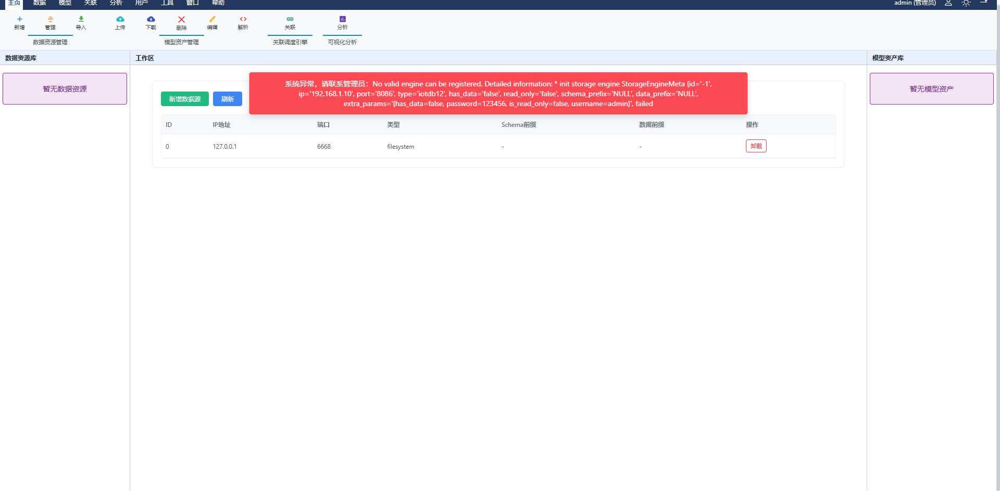 主页 数据 模型 关联 分析 用户 工具 窗口 帮助 admin (管理员)
新增 管理 导入 上传 下载 删除 编辑 解析 关联 分析
数据资源管理 模型资产管理 关联调度引擎 可视化分析
数据资源库 工作区 模型资产库
暂无数据资源
新增数据源 刷新
系统异常，请联系管理员：No valid engine can be registered. Detailed information: * init storage engine StorageEngineMeta {id='-1',
ip='192.168.1.10', port='8086', type='iotdb12', has_data='false', read_only='false', schema_prefix='NULL', data_prefix='NULL',
extra_params='{has_data=false, password=123456, is_read_only=false, username=admin}', failed
暂无模型资产
ID IP地址 端口 类型 Schema前缀 数据前缀 操作
0 127.0.0.1 6668 filesystem - - 卸载